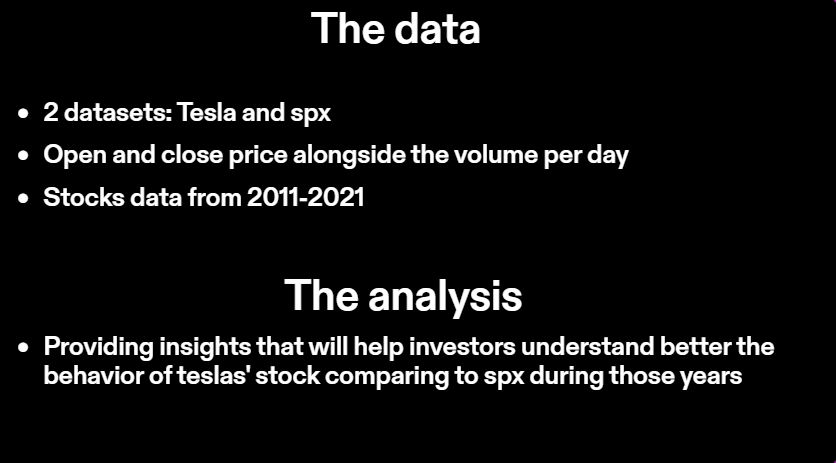 The data
• 2 datasets: Tesla and spx
• Open and close price alongside the volume per day
• Stocks data from 2011-2021
The analysis
• Providing insights that will help investors understand better the
behavior of teslas' stock comparing to spx during those years